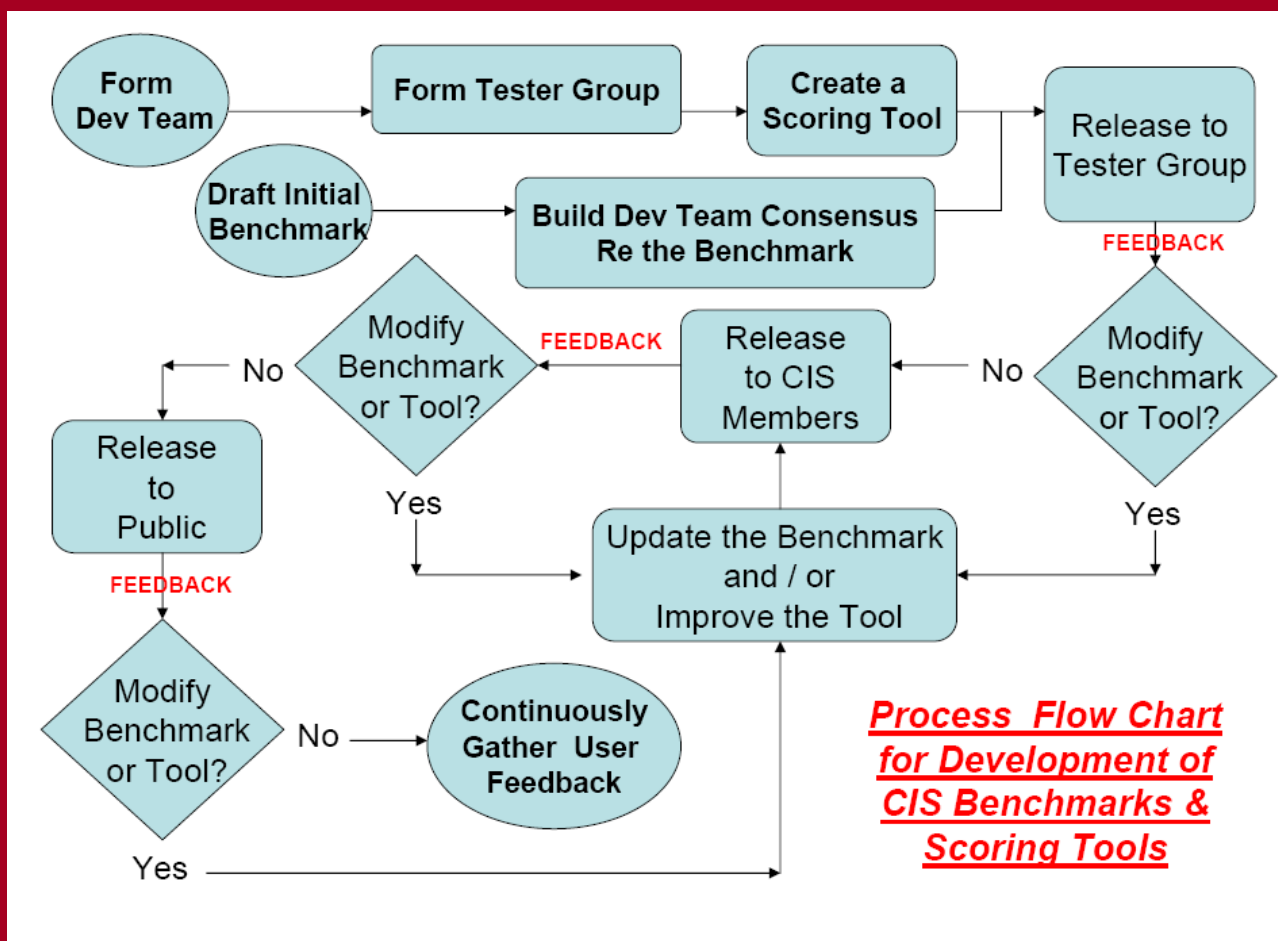 Form
Dev Team
Form Tester Group
Create a
Scoring Tool
Release to
Tester Group
Draft Initial
Benchmark
Build Dev Team Consensus
Re the Benchmark
FEEDBACK
Modify
Benchmark
or Tool?
No
Release
to CIS
Members
FEEDBACK
Modify
Benchmark
or Tool?
No
Release
to
Public
Yes
Yes
Update the Benchmark
and / or
Improve the Tool
FEEDBACK
Modify
Benchmark
or Tool?
No
Continuously
Gather User
Feedback
Yes
Process Flow Chart
for Development of
CIS Benchmarks &
Scoring Tools